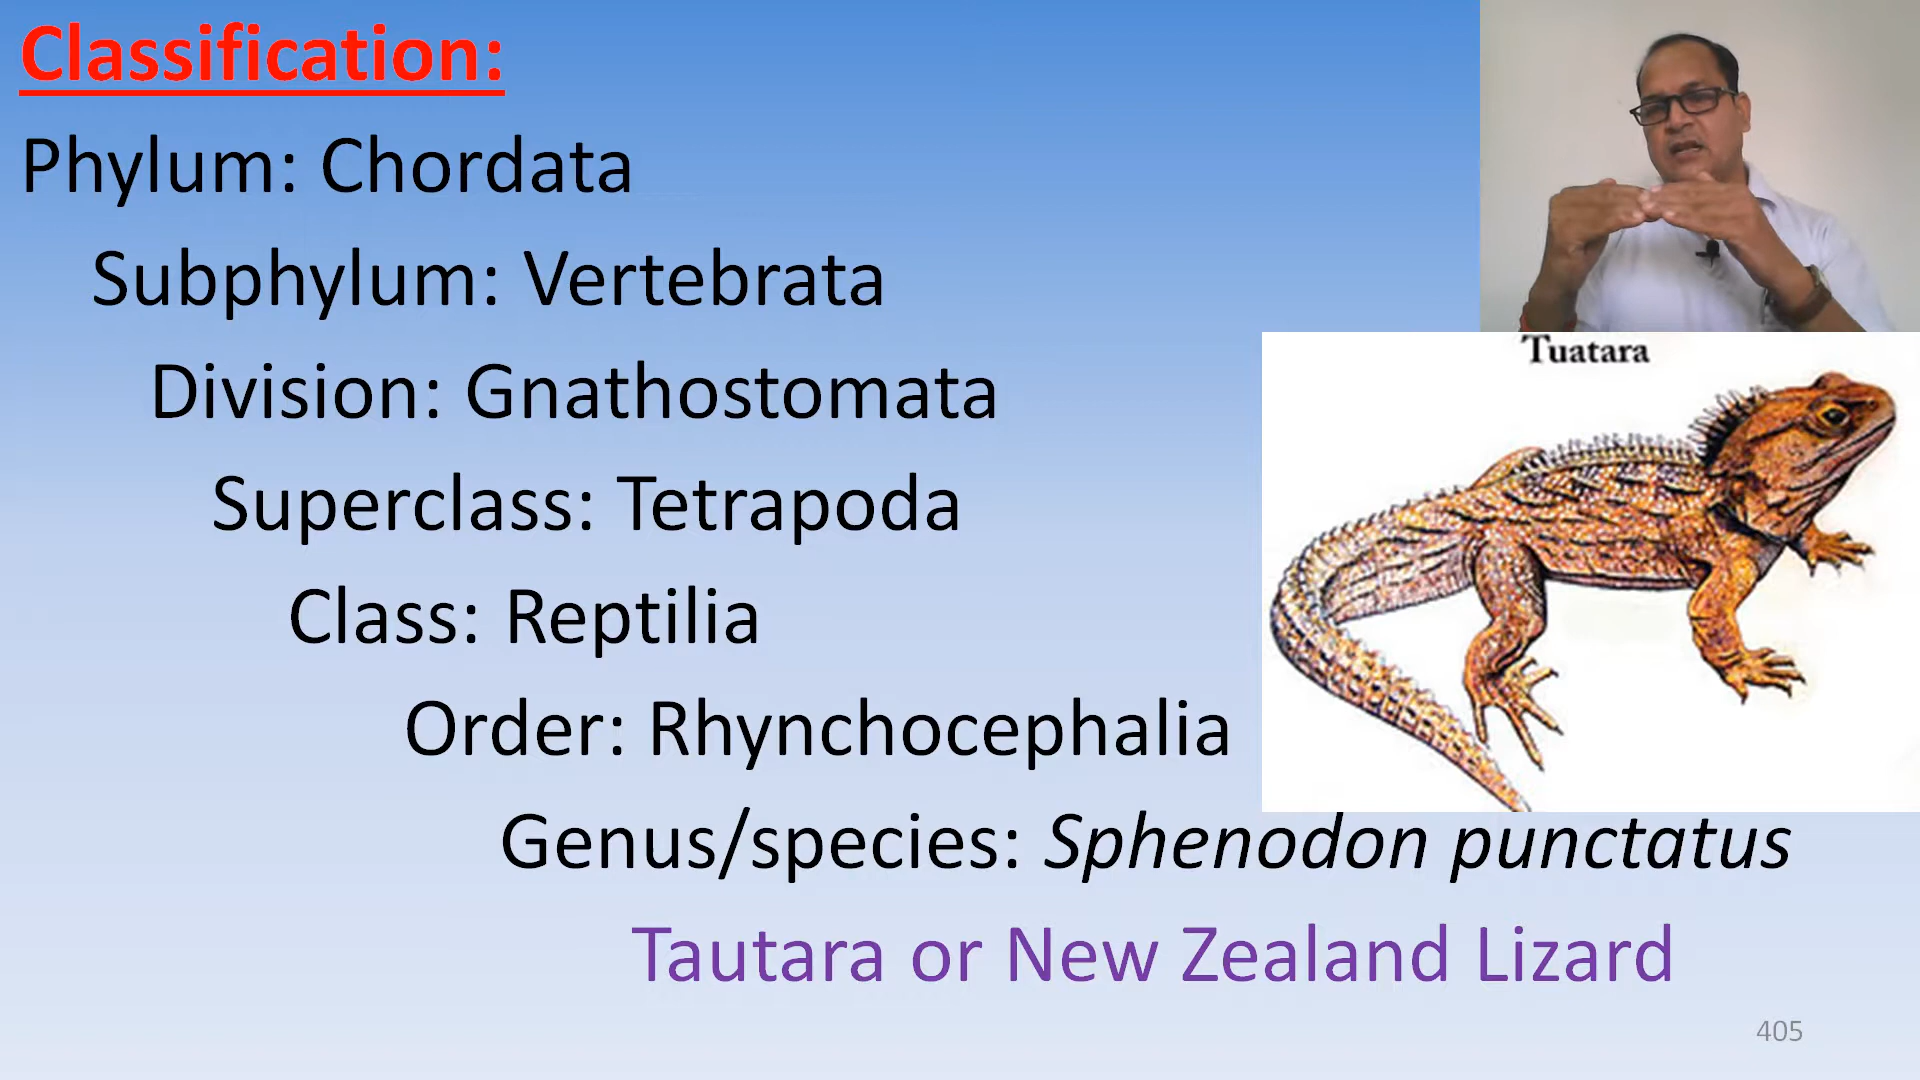 Classification:
Phylum: Chordata
Subphylum: Vertebrata
Tuatara
Division: Gnathostomata
Superclass: Tetrapoda
Class: Reptilia
Order: Rhynchocephalia
Genus/species: Sphenodon punctatus
Tautara or New Zealand Lizard
405